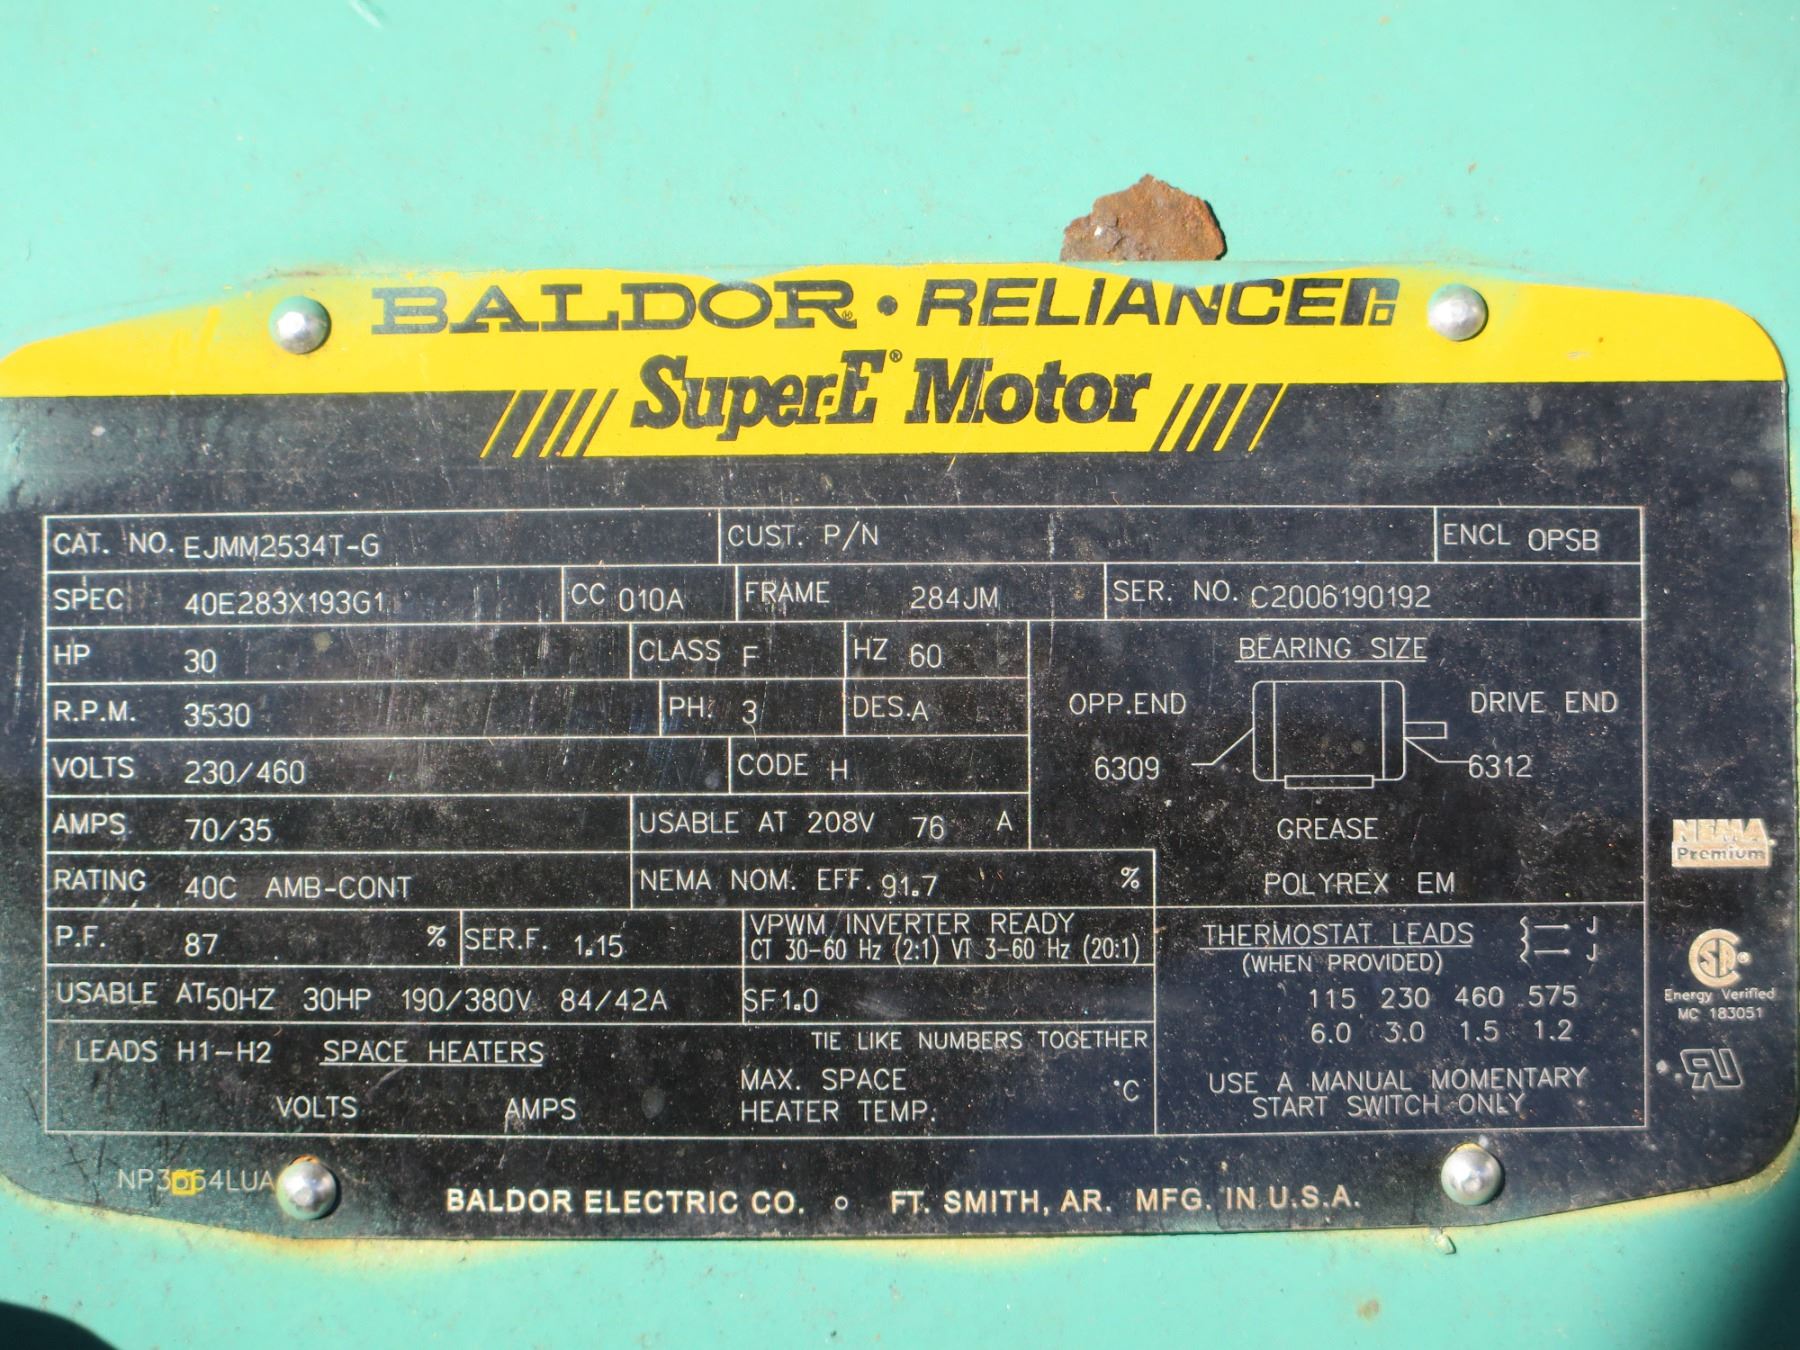 BALDOR® • RELIANCE
Super-E® Motor
CAT. NO. EJMM2534T-G CUST. P/N ENCL OPSB
SPEC 40E283X193G1 CC 010A FRAME 284JM SER. NO. C2006190192
HP 30 CLASS F HZ 60
R.P.M. 3530 PH. 3 DES. A
VOLTS 230/460 CODE H
AMPS 70/35 USABLE AT 208V 76 A
RATING 40C AMB-CONT NEMA NOM. EFF. 91.7 %
P.F. 87 % SER.F. 1.15 VPWM INVERTER READY
CT 30-60 Hz (2:1) VT 3-60 Hz (20:1)
USABLE AT 50HZ 30HP 190/380V 84/42A SF1.0
LEADS H1-H2 SPACE HEATERS TIE LIKE NUMBERS TOGETHER
VOLTS AMPS MAX. SPACE HEATER TEMP. °C
BEARING SIZE
OPP.END DRIVE END
6309 6312
GREASE
POLYREX EM
THERMOSTAT LEADS J
(WHEN PROVIDED) J
115 230 460 575
6.0 3.0 1.5 1.2
USE A MANUAL MOMENTARY
START SWITCH ONLY
NEMA
Premium
Energy Verified
MC 183051
BALDOR ELECTRIC CO. ○ FT. SMITH, AR. MFG. IN U.S.A.